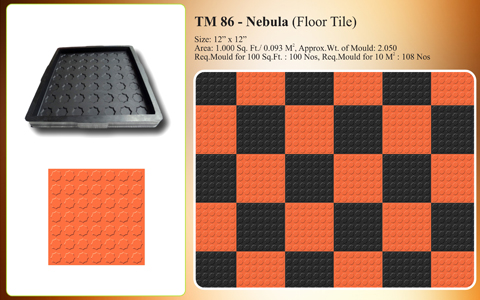 TM 86 - Nebula (Floor Tile)
Size: 12" x 12"
Area: 1.000 Sq. Ft./ 0.093 M², Approx.Wt. of Mould: 2.050
Req.Mould for 100 Sq.Ft. : 100 Nos, Req.Mould for 10 M² : 108 Nos